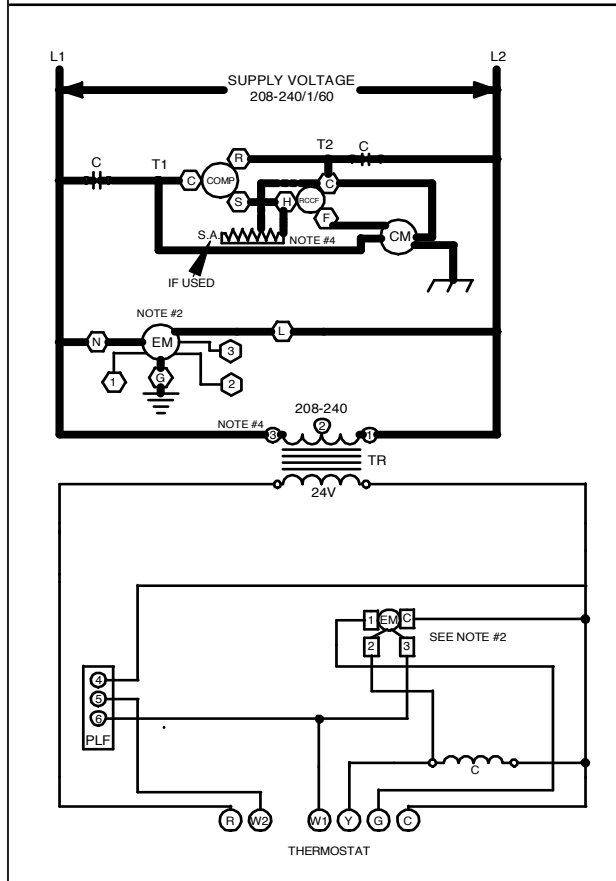 L1
L2
SUPPLY VOLTAGE
208-240/1/60
C
T1
C
COMP
R
S
T2
C
H
RCCF
C
F
S.A.
NOTE #4
CM
IF USED
NOTE #2
N
EM
L
3
1
G
2
208-240
NOTE #4
3
2
1
TR
24V
1
EM
C
SEE NOTE #2
2
3
4
5
6
PLF
C
R
W2
W1
Y
G
C
THERMOSTAT